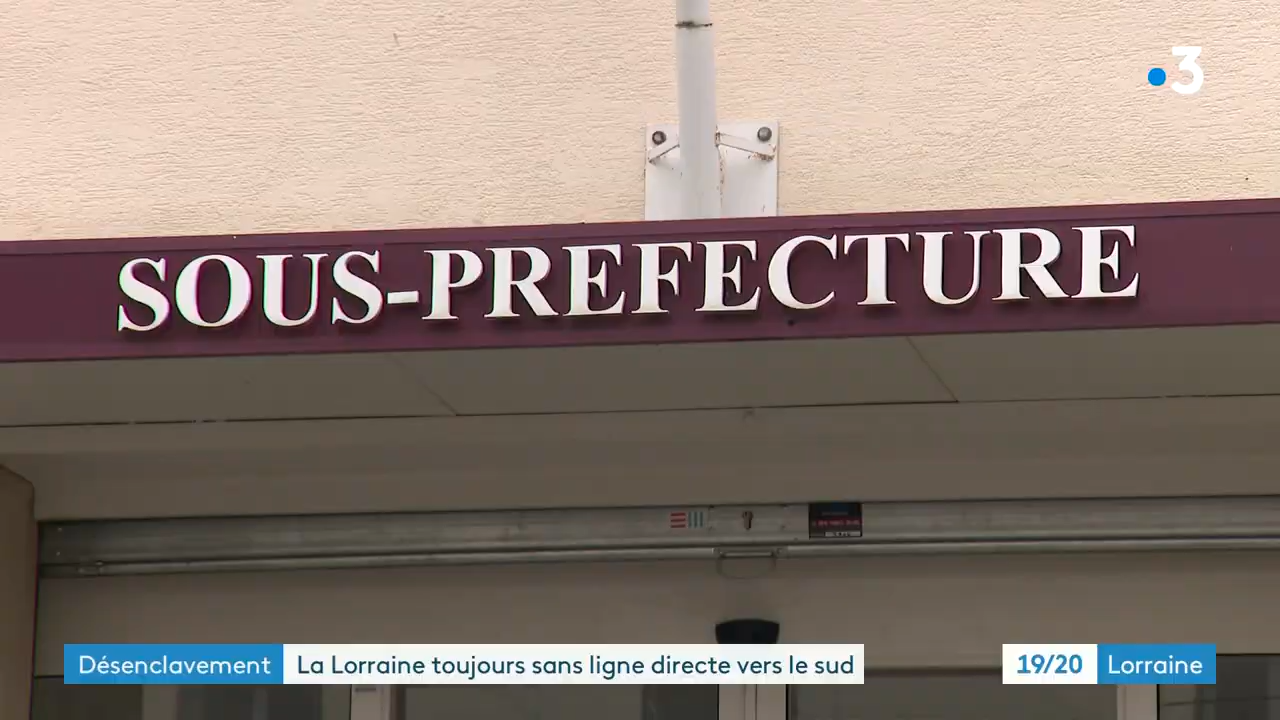 3
SOUS-PREFECTURE
Désenclavement La Lorraine toujours sans ligne directe vers le sud
19/20 Lorraine